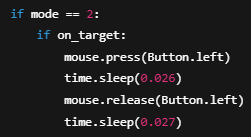 if mode == 2:
    if on_target:
        mouse.press(Button.left)
        time.sleep(0.026)
        mouse.release(Button.left)
        time.sleep(0.027)